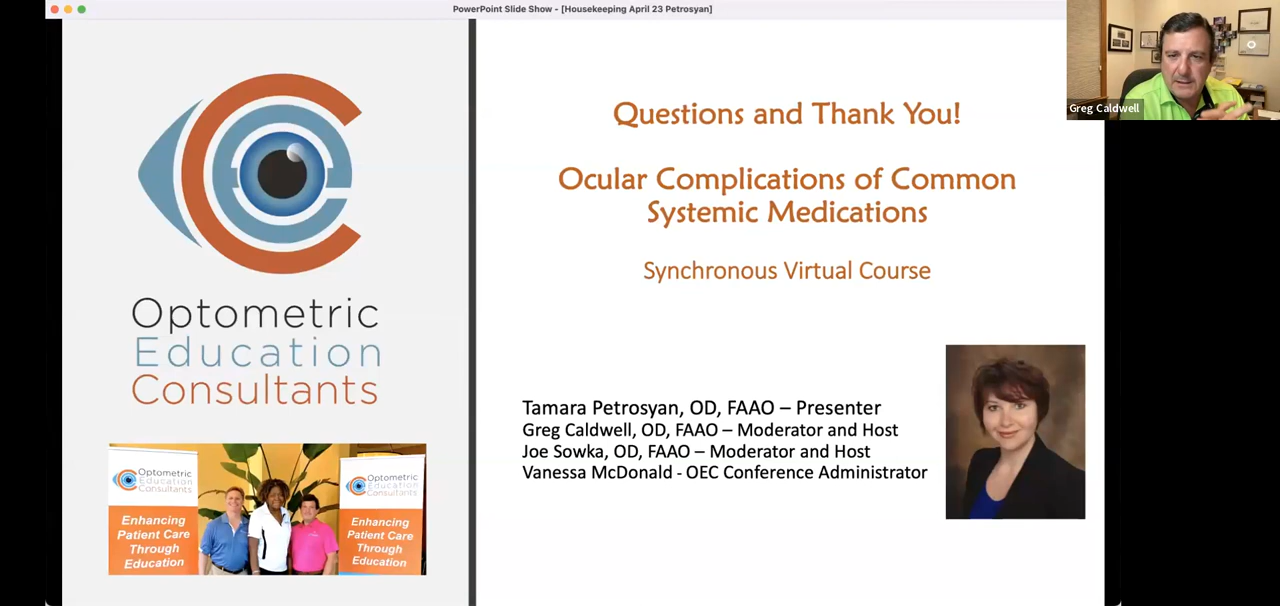 PowerPoint Slide Show - [Housekeeping April 23 Petrosyan]
Greg Caldwell
Optometric
Education
Consultants
Questions and Thank You!
Ocular Complications of Common
Systemic Medications
Synchronous Virtual Course
Tamara Petrosyan, OD, FAAO – Presenter
Greg Caldwell, OD, FAAO – Moderator and Host
Joe Sowka, OD, FAAO – Moderator and Host
Vanessa McDonald - OEC Conference Administrator
Optometric
Education
Consultants
Enhancing
Patient Care
Through
Education
Optometric
Education
Consultants
Enhancing
Patient Care
Through
Education